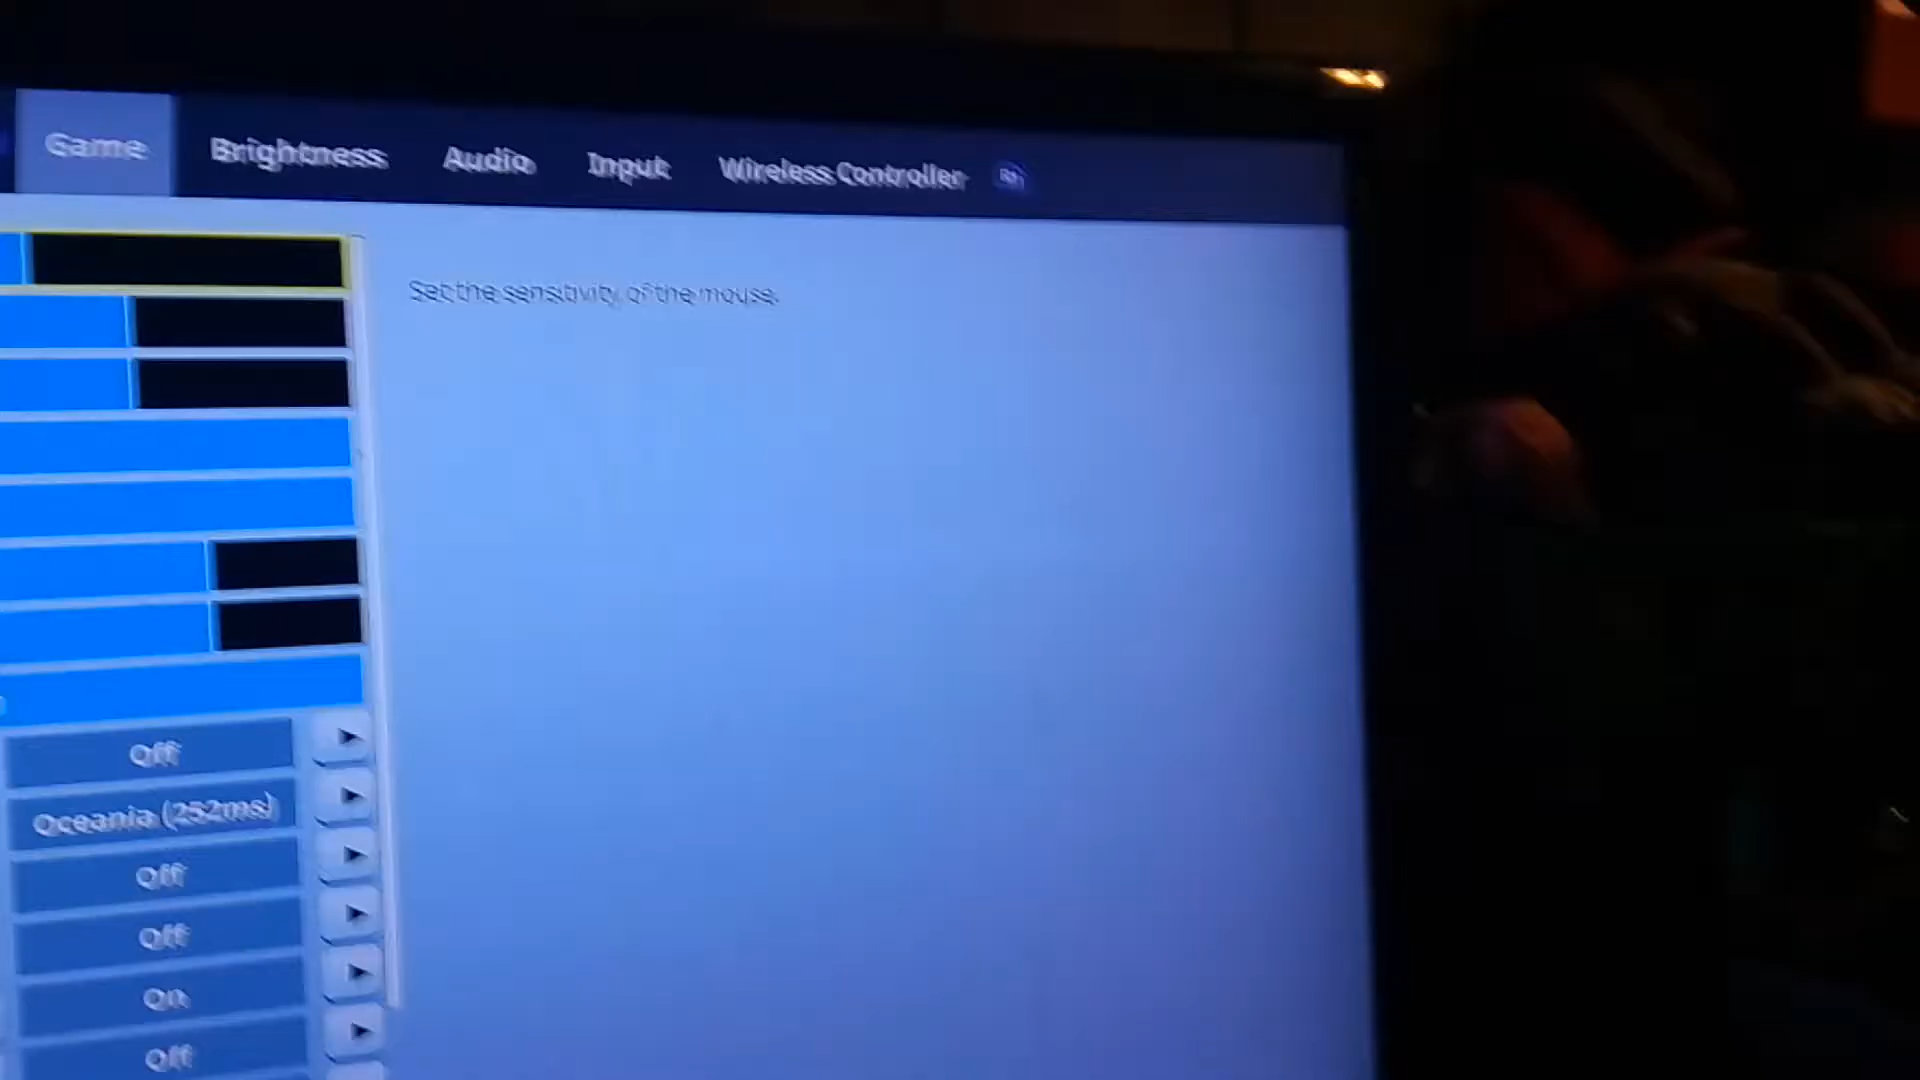 Game Brightness Audio Input Wireless Controller R1
Set the sensitivity of the mouse.
Off
Oceania (252ms)
Off
Off
On
Off